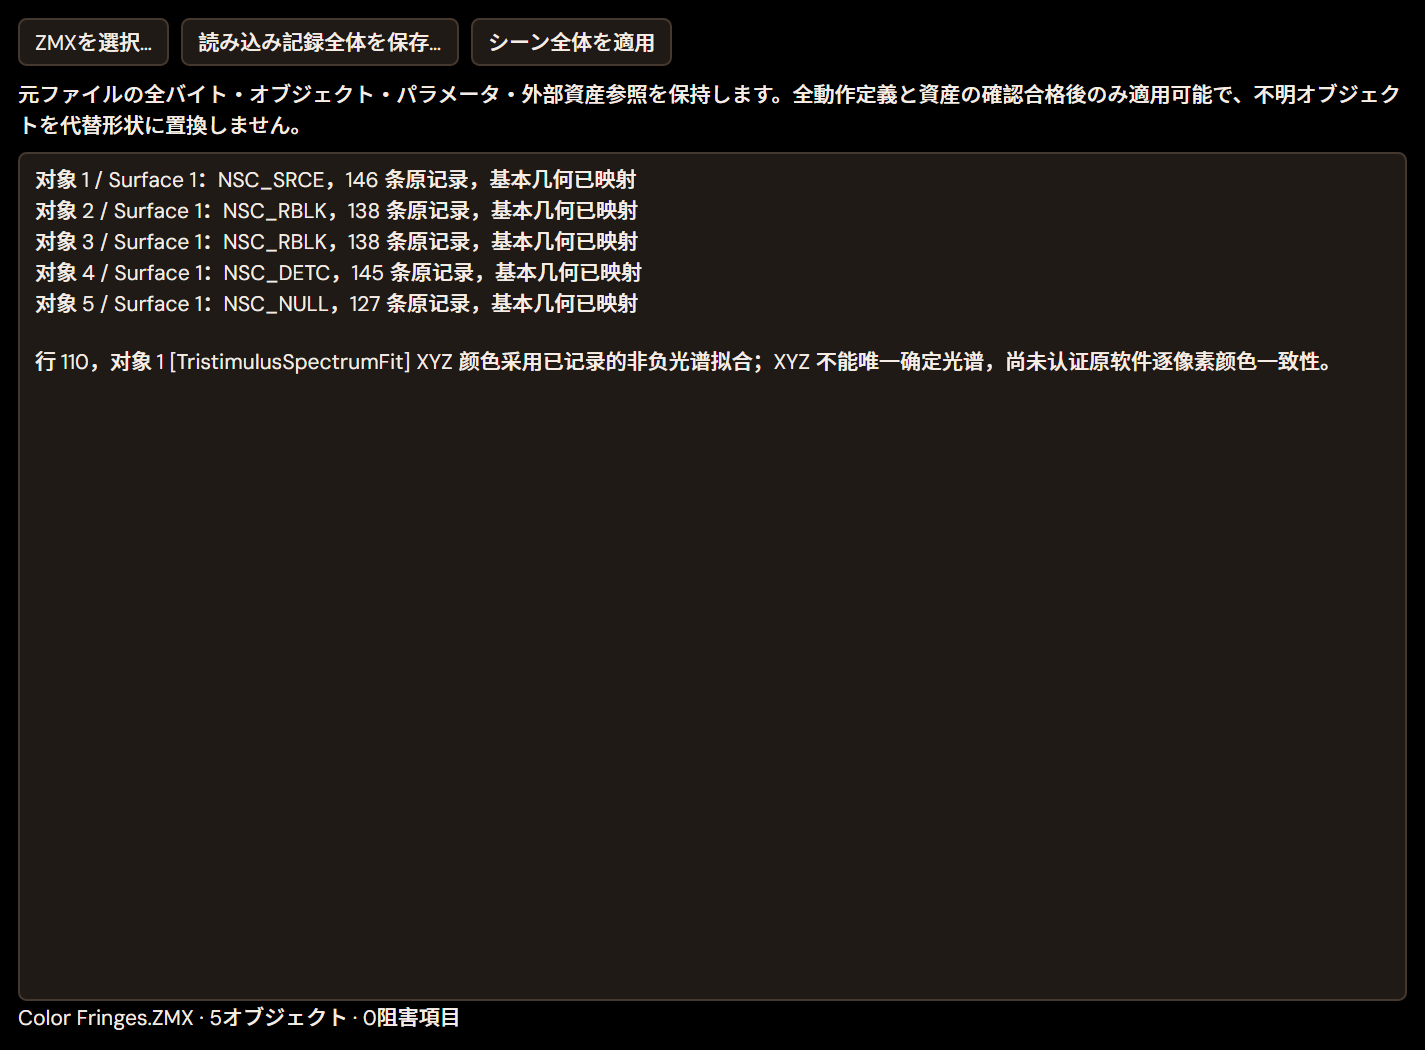 ZMXを選択...
読み込み記録全体を保存...
シーン全体を適用
元ファイルの全バイト・オブジェクト・パラメータ・外部資産参照を保持します。全動作定義と資産の確認合格後のみ適用可能で、不明オブジェク
トを代替形状に置換しません。
对象 1 / Surface 1：NSC_SRCE，146 条原记录，基本几何已映射
对象 2 / Surface 1：NSC_RBLK，138 条原记录，基本几何已映射
对象 3 / Surface 1：NSC_RBLK，138 条原记录，基本几何已映射
对象 4 / Surface 1：NSC_DETC，145 条原记录，基本几何已映射
对象 5 / Surface 1：NSC_NULL，127 条原记录，基本几何已映射
行 110，对象 1 [TristimulusSpectrumFit] XYZ 颜色采用已记录的非负光谱拟合；XYZ 不能唯一确定光谱，尚未认证原软件逐像素颜色一致性。
Color Fringes.ZMX · 5オブジェクト · 0阻害項目